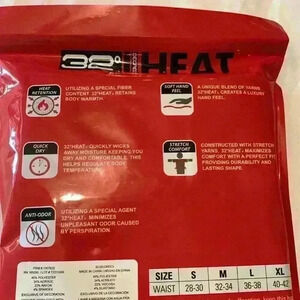 32° HEAT
HEAT
RETENTION
UTILIZING A SPECIAL FIBER
CONTENT 32°HEAT, RETAINS
BODY WARMTH
SOFT HAND
FEEL
A UNIQUE BLEND OF YARNS
32°HEAT, CREATES A LUXURY
HAND FEEL.
QUICK
DRY
32°HEAT, QUICKLY WICKS
AWAY MOISTURE KEEPING YOU
DRY AND COMFORTABLE. THIS
HELPS REGULATE BODY
TEMPERATURE.
STRETCH
COMFORT
CONSTRUCTED WITH STRETCH
YARNS, 32°HEAT, MAXIMIZES
COMFORT WITH A PERFECT FIT
PROVIDING DURABILITY AND
LASTING SHAPE.
ANTI-ODOR
UTILIZING A SPECIAL AGENT
32°HEAT, MINIMIZES
UNPLEASANT ODOR CAUSED
BY PERSPIRATION
SIZE S M L XL
WAIST 28-30 32-34 36-38 40-42